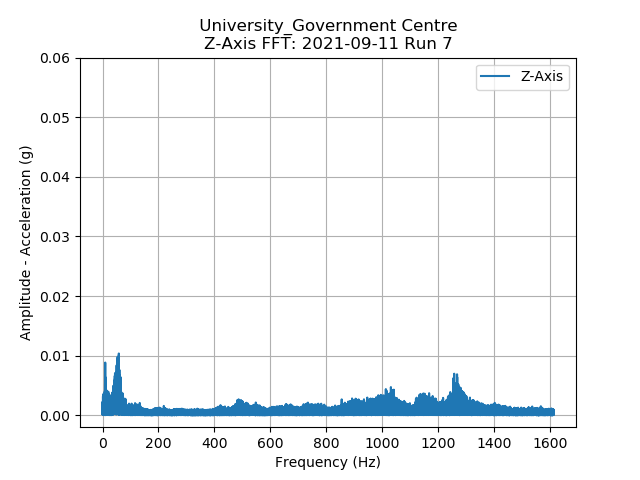 University_Government Centre
Z-Axis FFT: 2021-09-11 Run 7
Z-Axis
0.06
0.05
0.04
0.03
0.02
0.01
0.00
Amplitude - Acceleration (g)
0 200 400 600 800 1000 1200 1400 1600
Frequency (Hz)